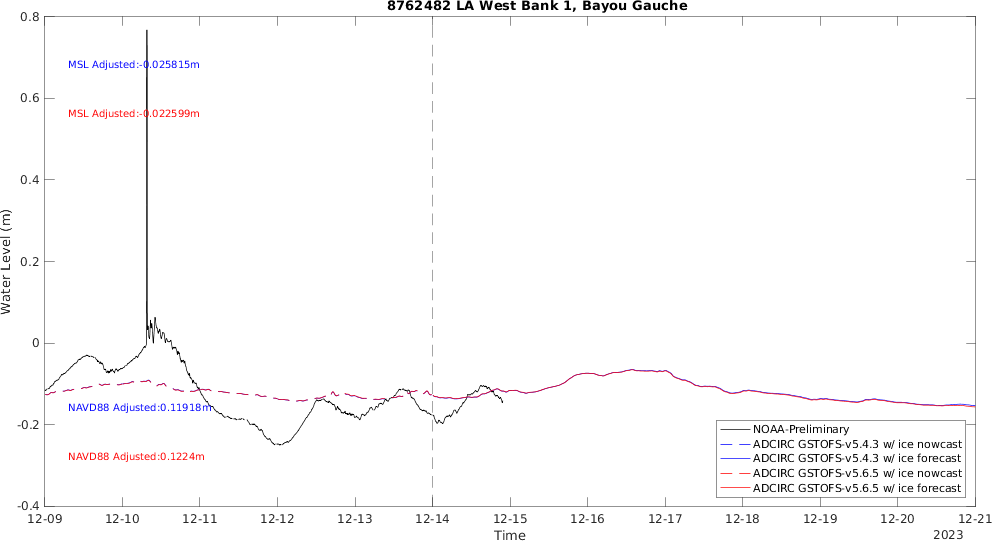 8762482 LA West Bank 1, Bayou Gauche
0.8
0.6
0.4
0.2
0
-0.2
-0.4
Water Level (m)
MSL Adjusted:-0.025815m
MSL Adjusted:-0.022599m
NAVD88 Adjusted:0.11918m
NAVD88 Adjusted:0.1224m
NOAA-Preliminary
ADCIRC GSTOFS-v5.4.3 w/ ice nowcast
ADCIRC GSTOFS-v5.4.3 w/ ice forecast
ADCIRC GSTOFS-v5.6.5 w/ ice nowcast
ADCIRC GSTOFS-v5.6.5 w/ ice forecast
12-09 12-10 12-11 12-12 12-13 12-14 12-15 12-16 12-17 12-18 12-19 12-20 12-21
Time
2023